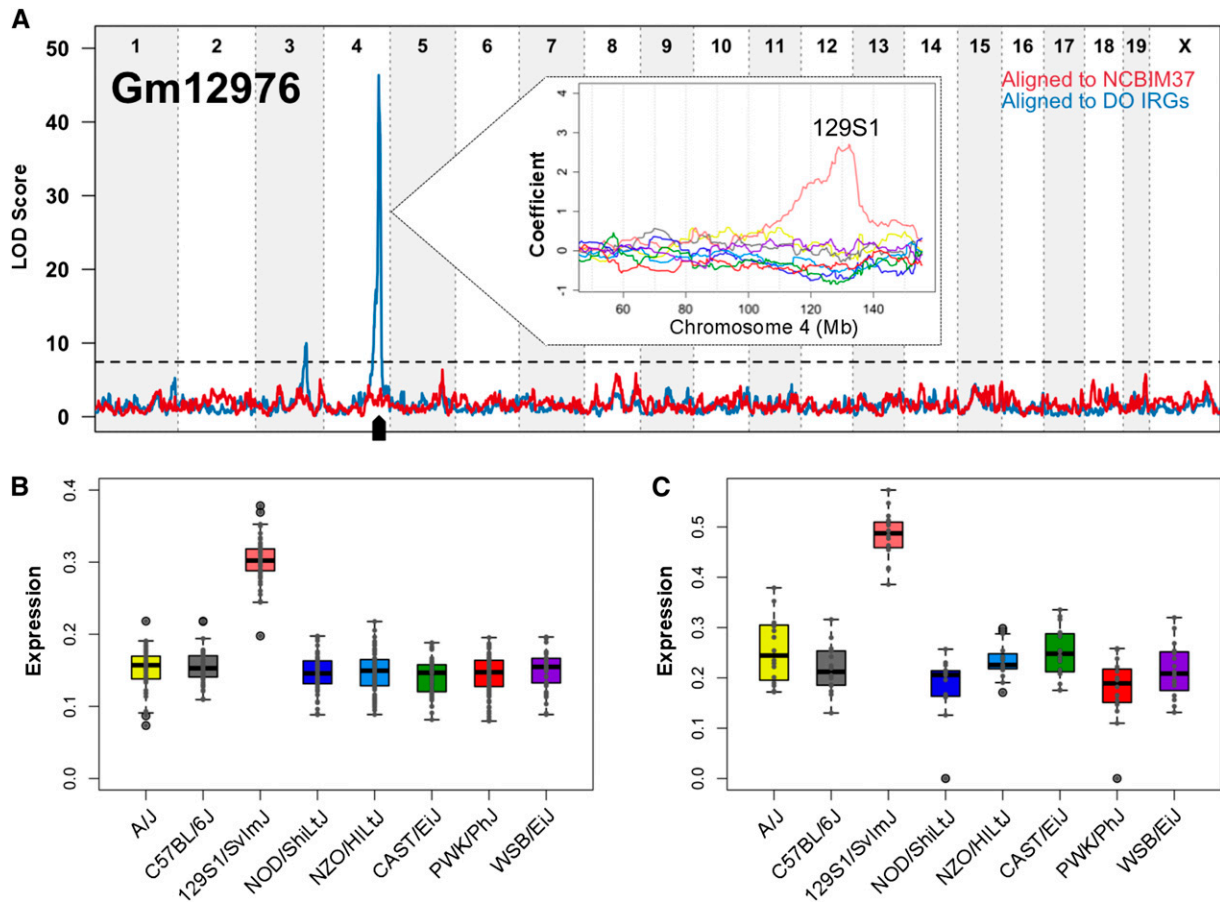 A
1 2 3 4 5 6 7 8 9 10 11 12 13 14 15 16 17 18 19 X
Gm12976
Aligned to NCBIM37
Aligned to DO IRGs
LOD Score
50
40
30
20
10
0
129S1
Coefficient
4
3
2
1
0
-1
60 80 100 120 140
Chromosome 4 (Mb)
B
Expression
0.4
0.3
0.2
0.1
0.0
A/J
C57BL/6J
129S1/SvImJ
NOD/ShiLtJ
NZO/HILtJ
CAST/EiJ
PWK/PhJ
WSB/EiJ
C
Expression
0.5
0.4
0.3
0.2
0.1
0.0
A/J
C57BL/6J
129S1/SvImJ
NOD/ShiLtJ
NZO/HILtJ
CAST/EiJ
PWK/PhJ
WSB/EiJ